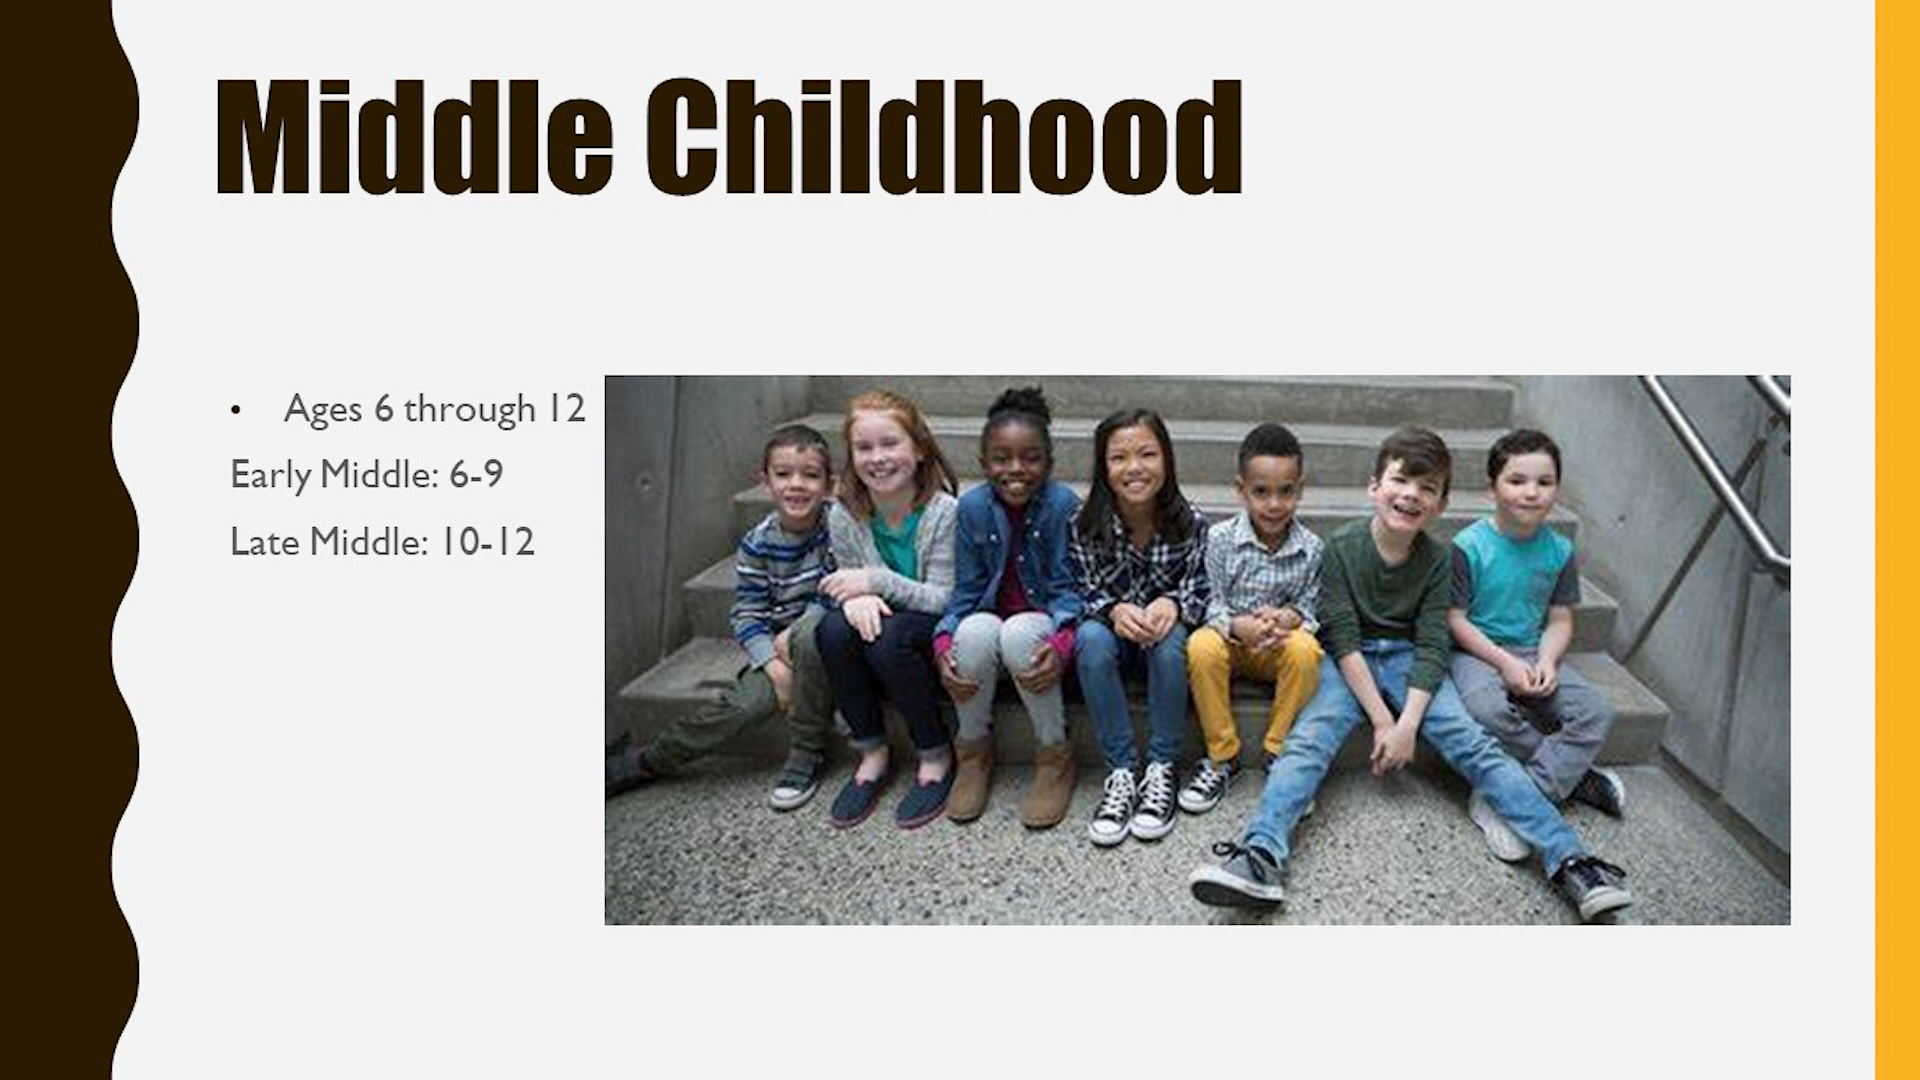 Middle Childhood
• Ages 6 through 12
Early Middle: 6-9
Late Middle: 10-12